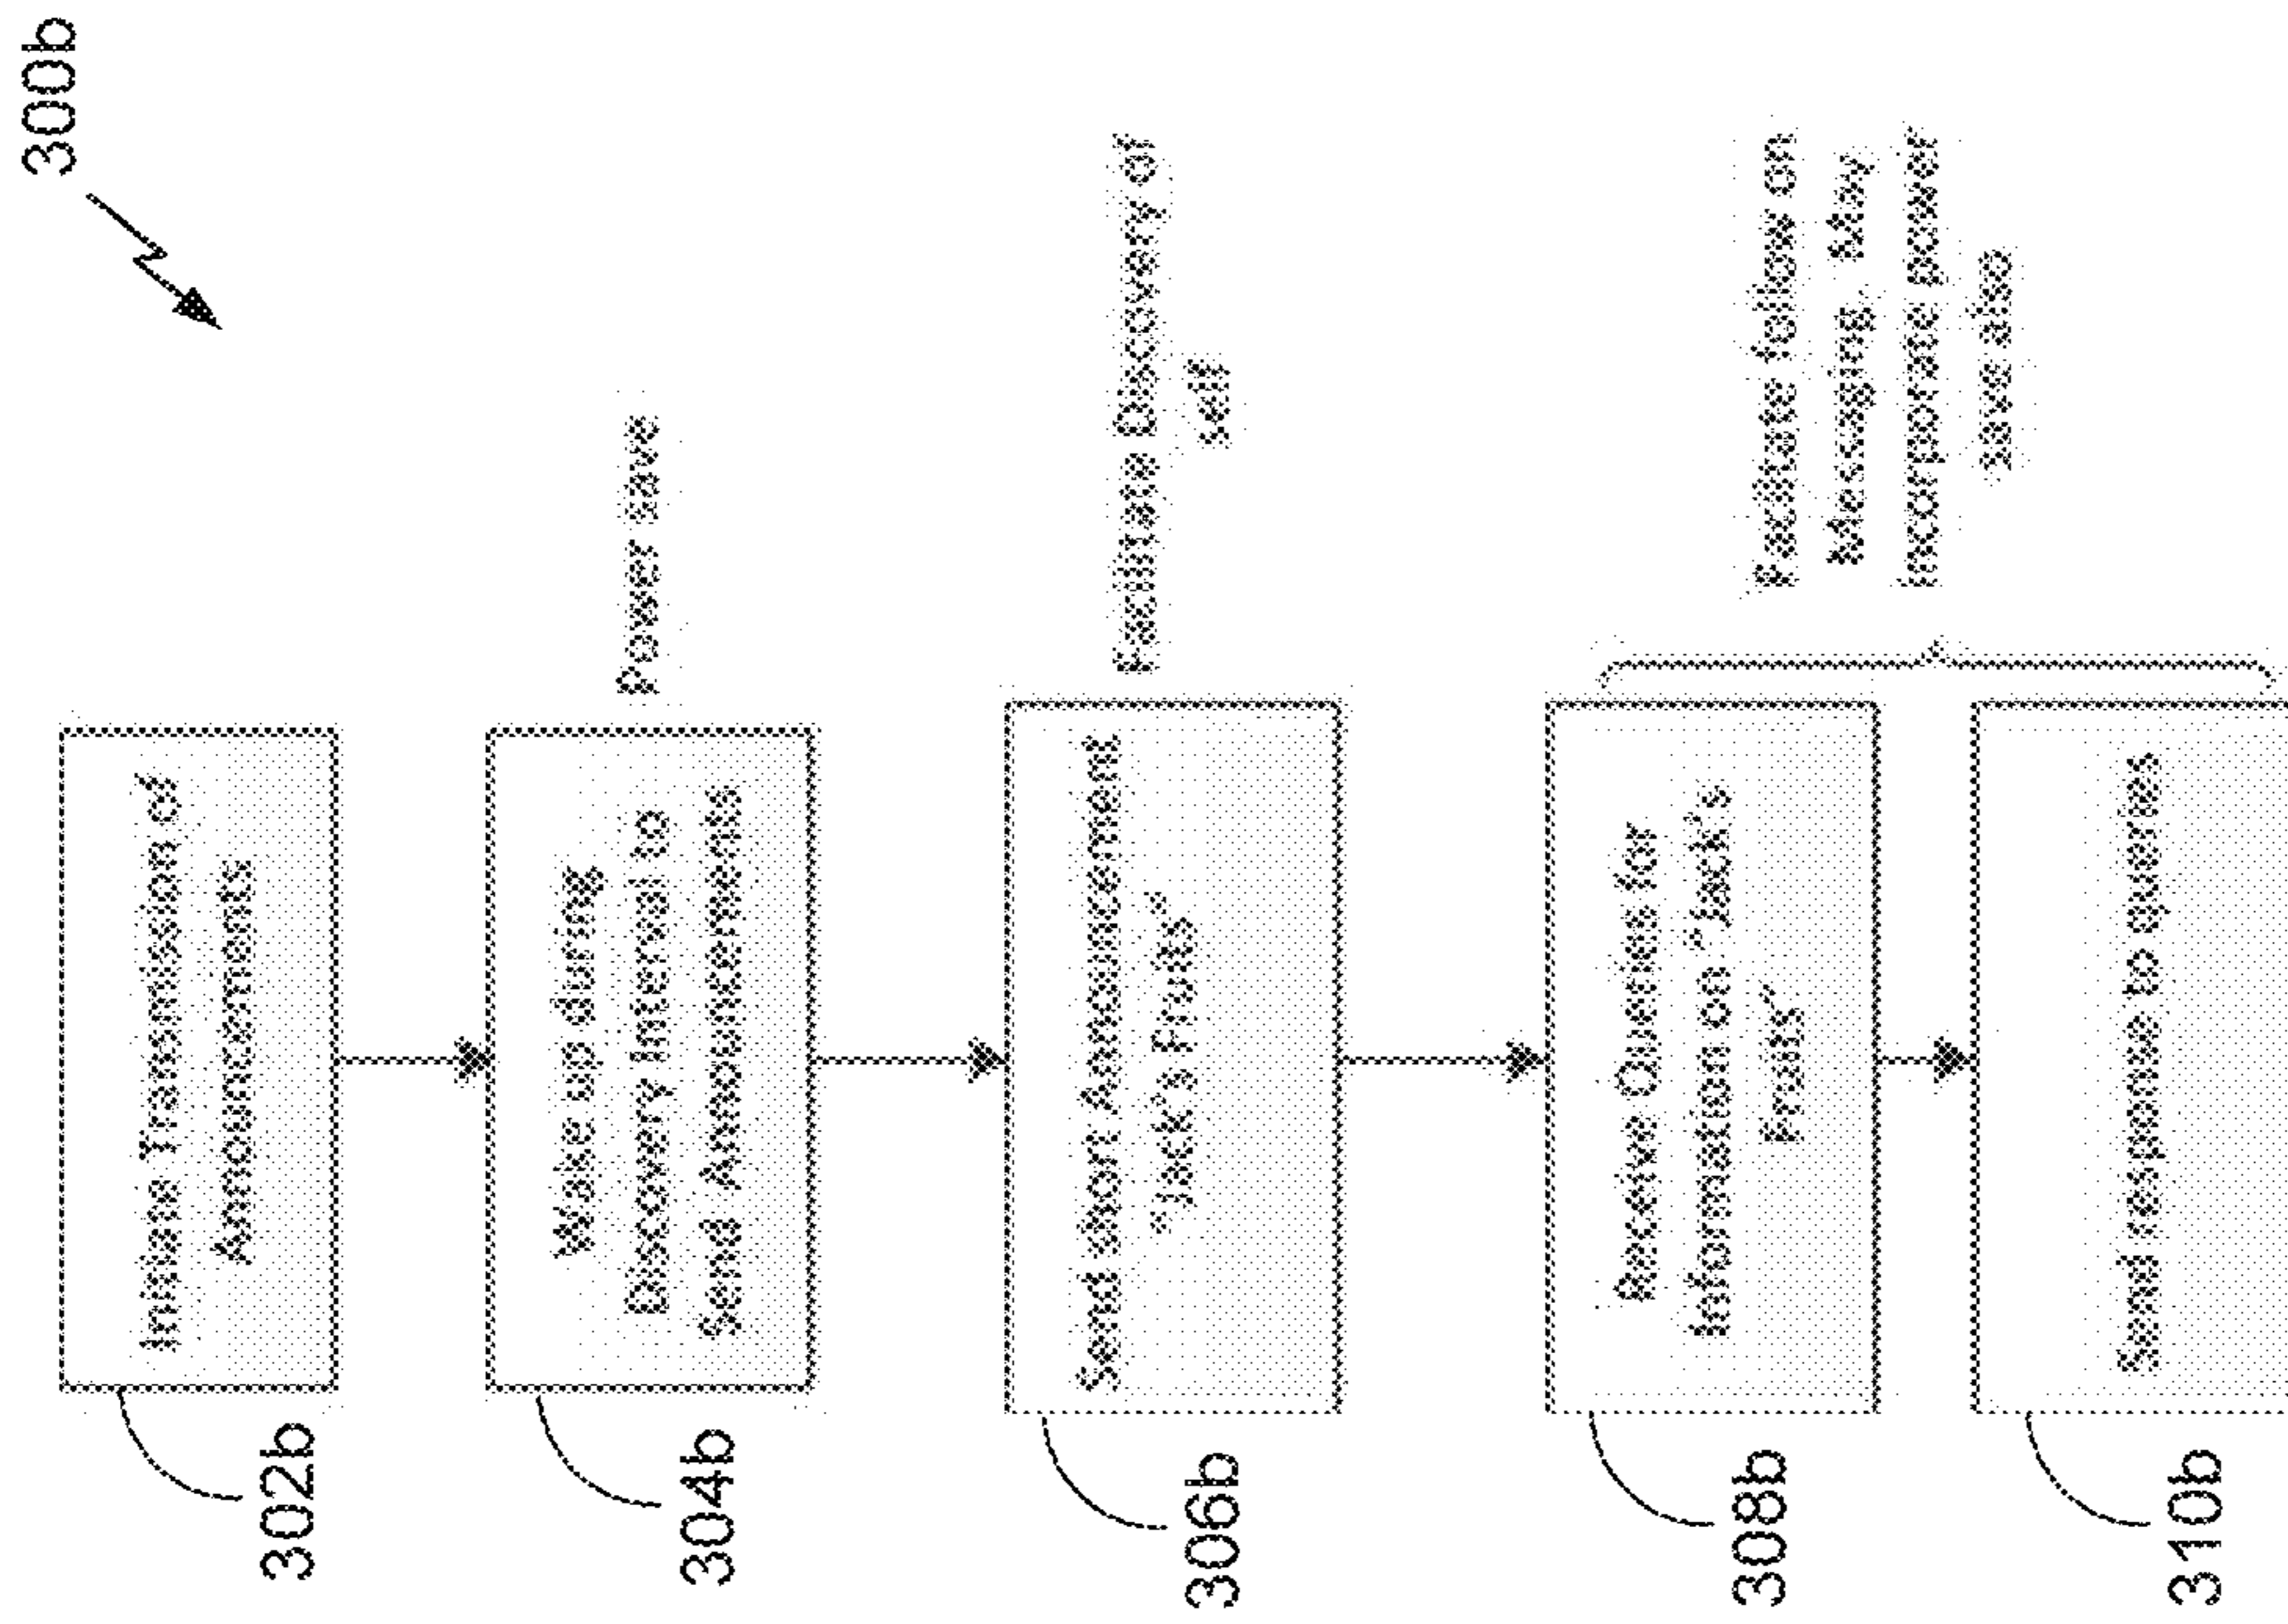 300b
302b
Initiate Transmission of
Announcements
304b
Wake up during
Discovery Interval to
Send Announcements
Power save
306b
Send short Announcement
"Jack's Fruits"
Facilitate Discovery of
self
308b
Receive Queries for
Information on "Jack's
Fruits"
310b
Send response to queries
Facilitate follow on
Messaging. May
incorporate power
save also